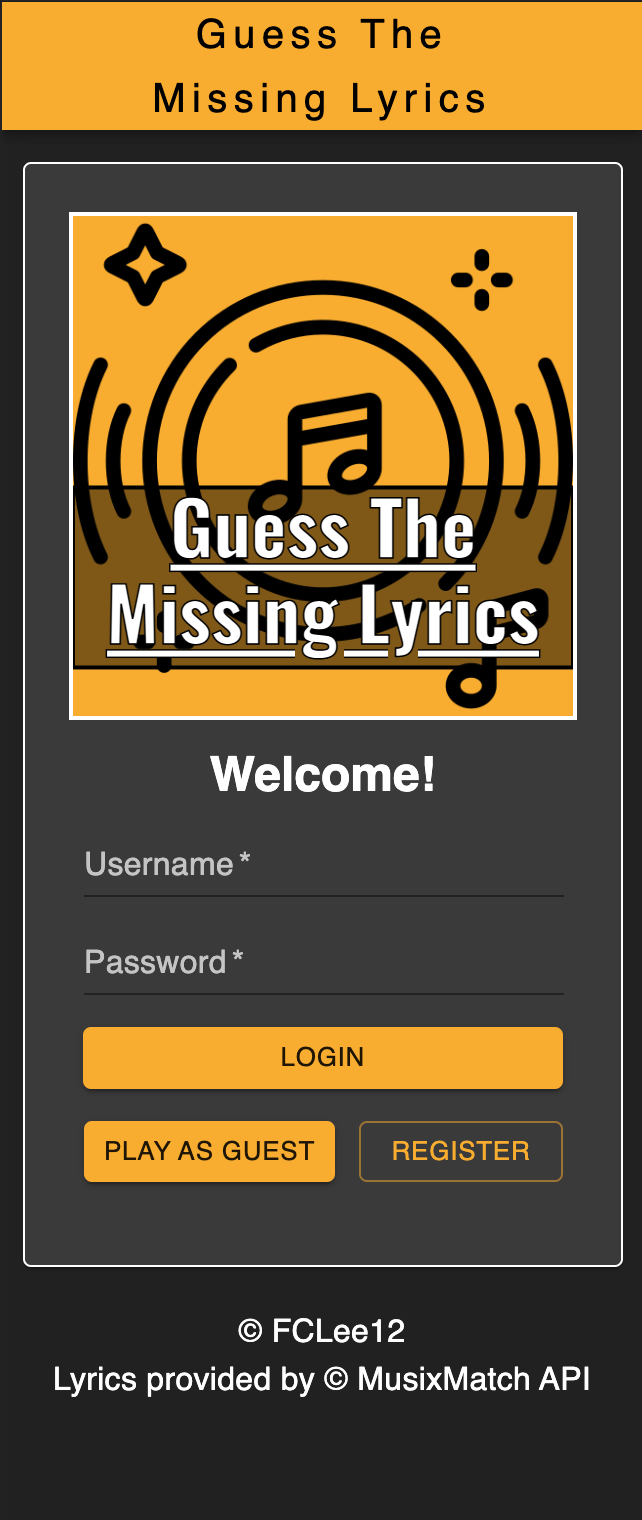 Guess The
Missing Lyrics
Guess The
Missing Lyrics
Welcome!
Username *
Password *
LOGIN
PLAY AS GUEST
REGISTER
© FCLee12
Lyrics provided by © MusixMatch API